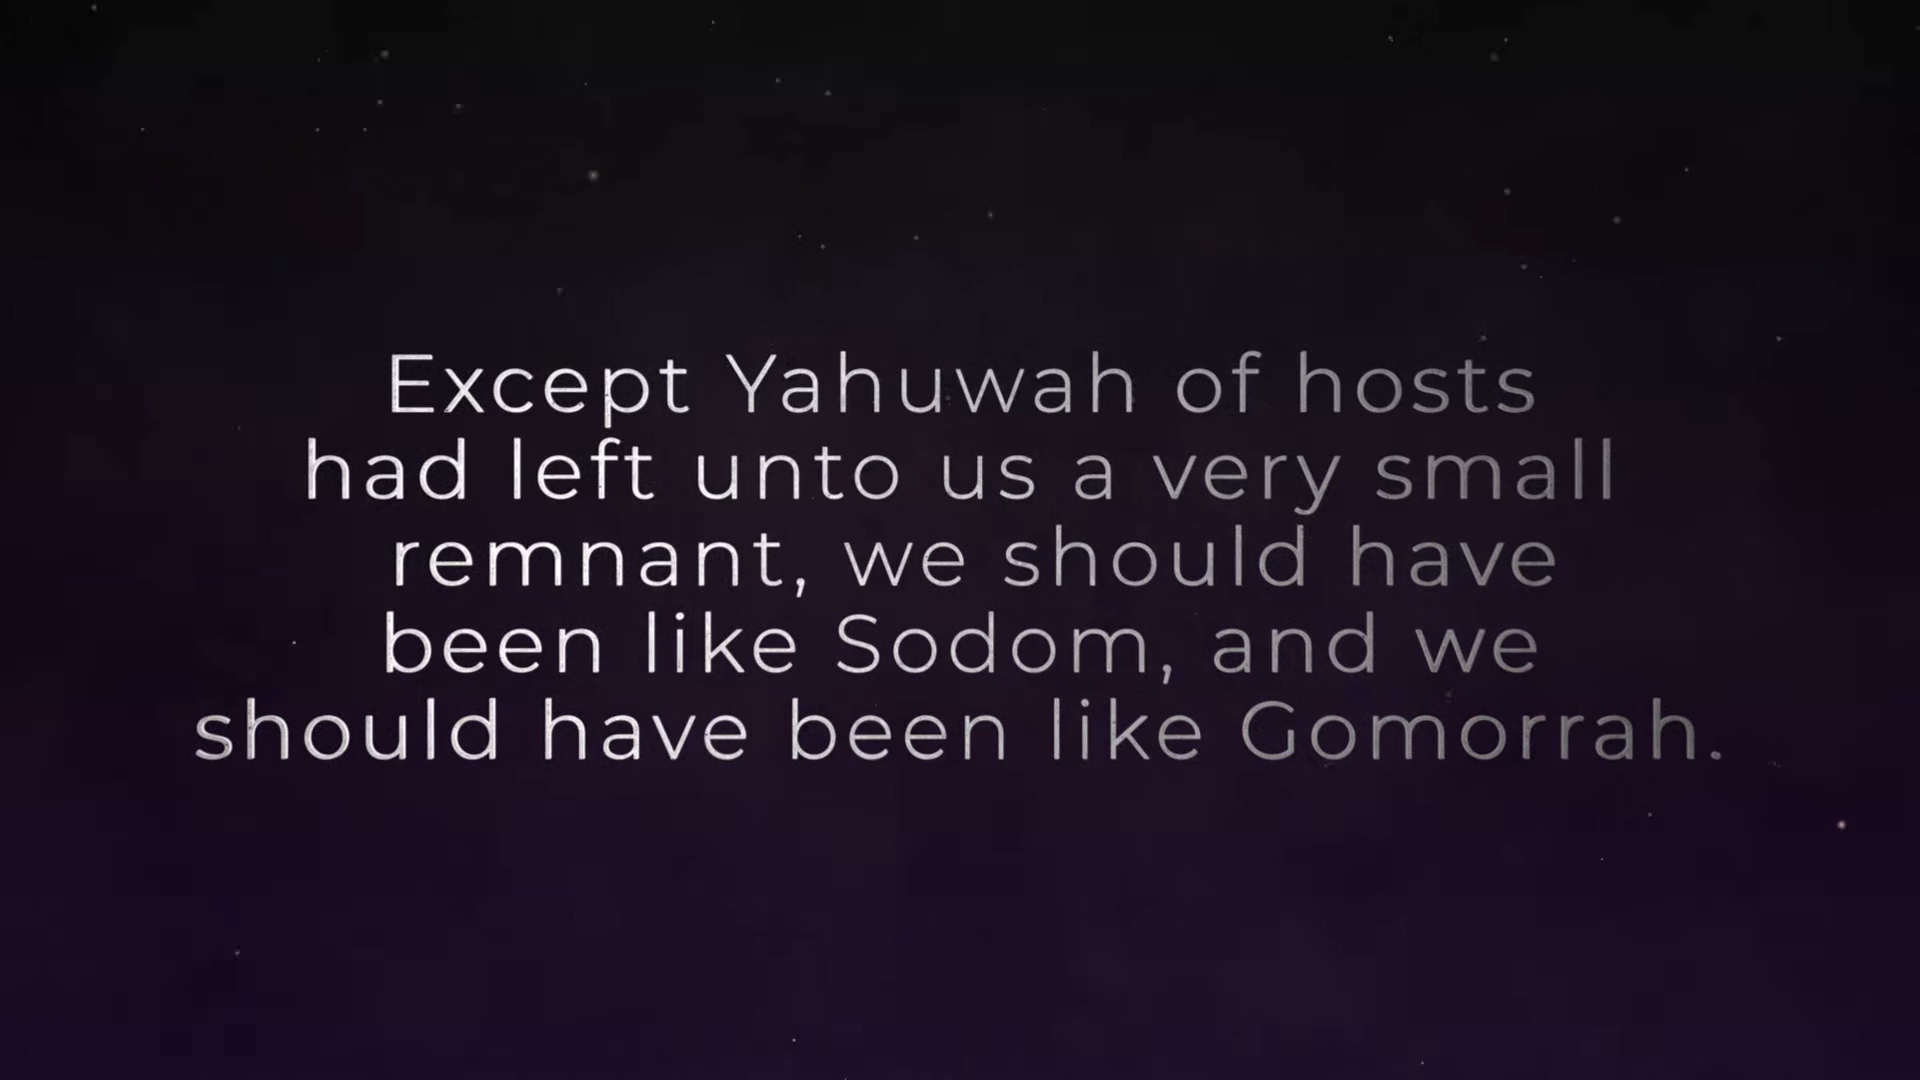 Except Yahuwah of hosts
had left unto us a very small
remnant, we should have
been like Sodom, and we
should have been like Gomorrah.